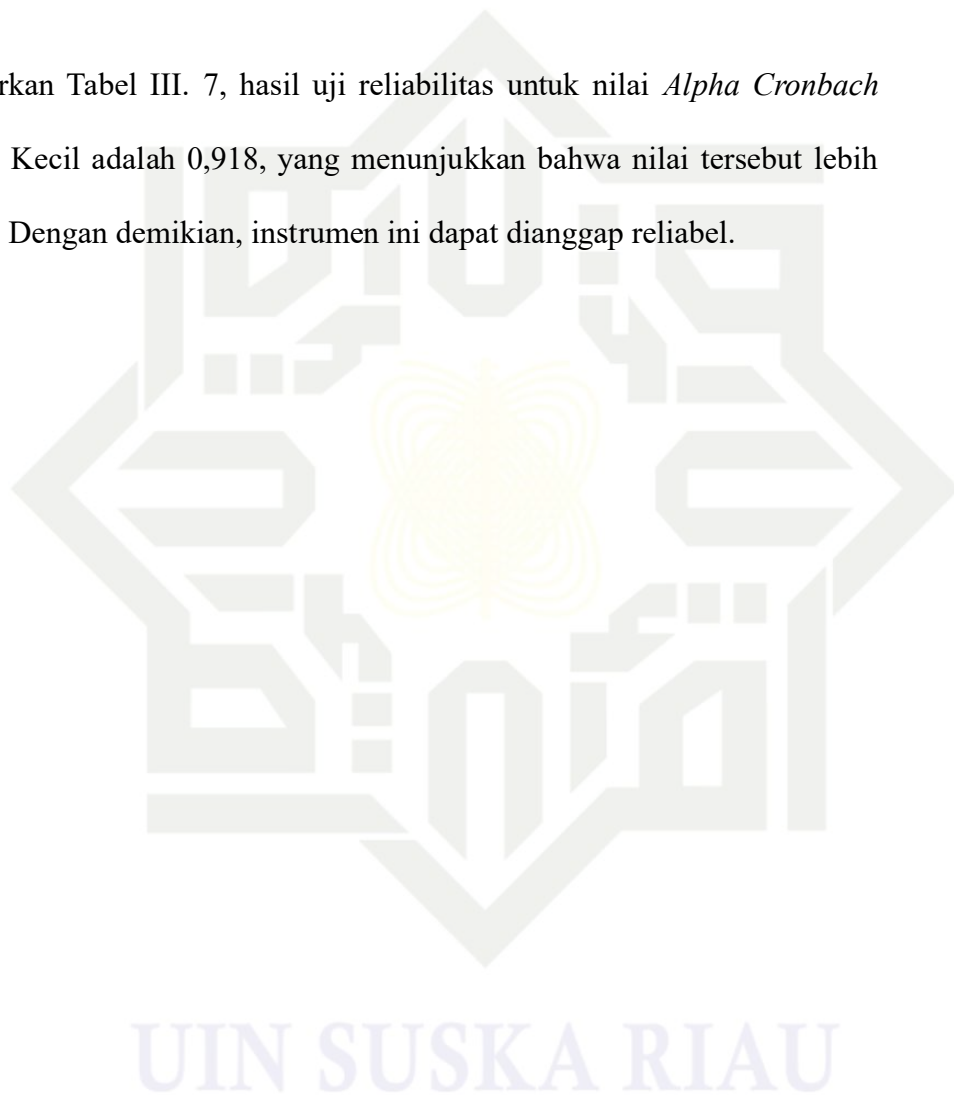 rkan Tabel III. 7, hasil uji reliabilitas untuk nilai Alpha Cronbach
Kecil adalah 0,918, yang menunjukkan bahwa nilai tersebut lebih
Dengan demikian, instrumen ini dapat dianggap reliabel.
UIN SUSKA RIAU